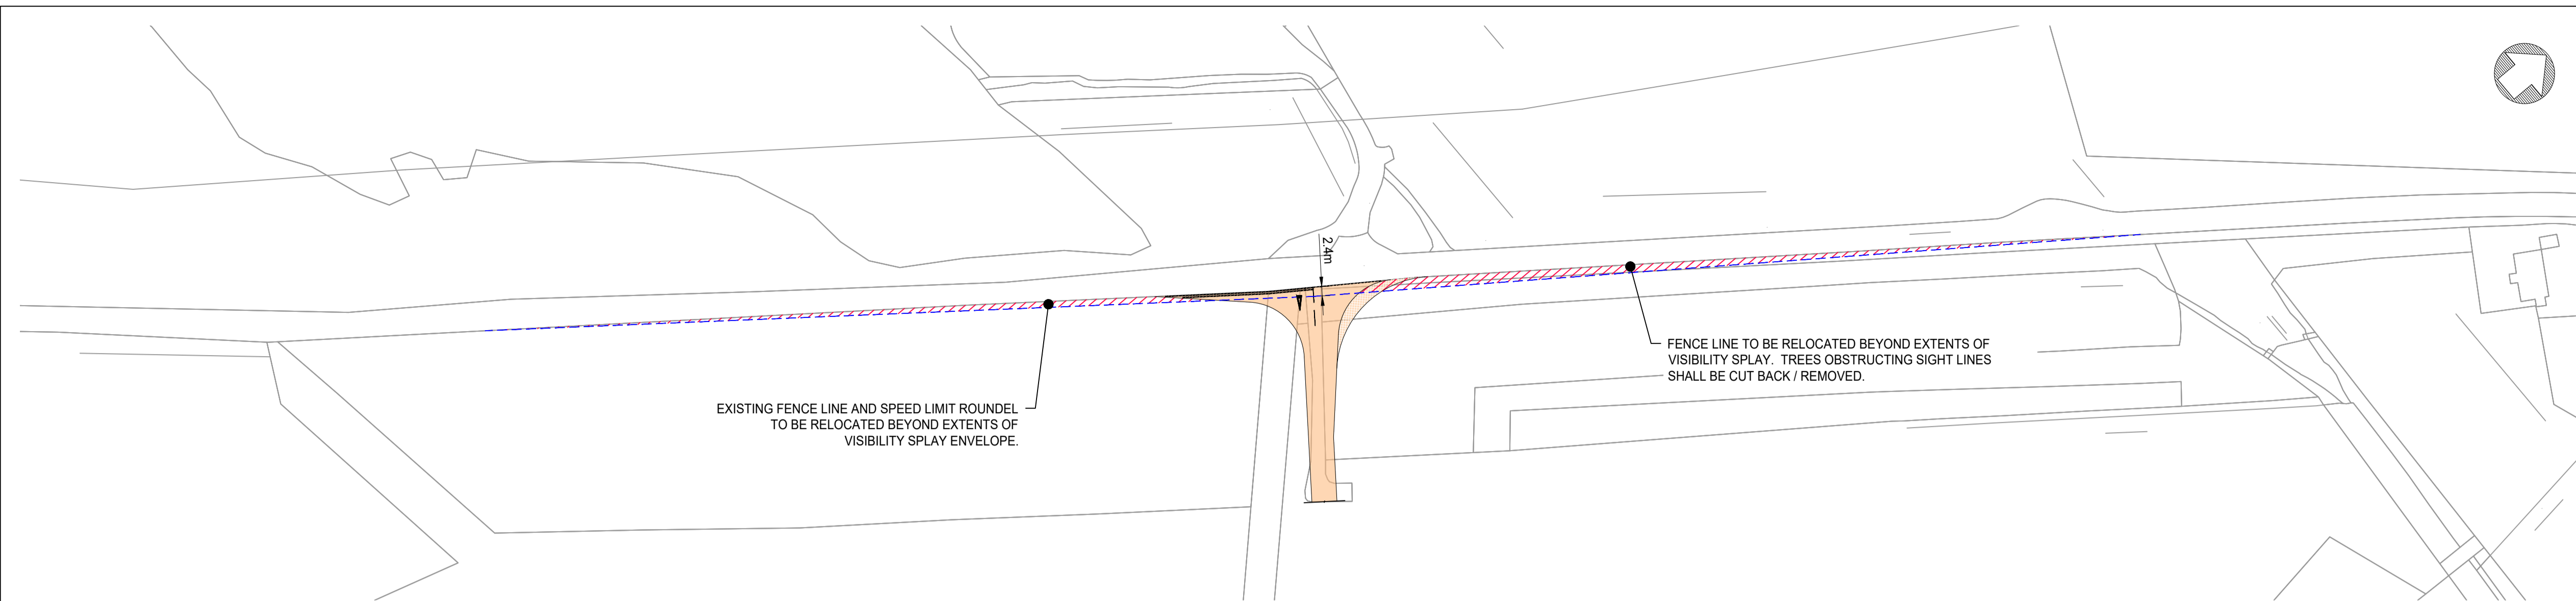 2.4m
FENCE LINE TO BE RELOCATED BEYOND EXTENTS OF
VISIBILITY SPLAY. TREES OBSTRUCTING SIGHT LINES
SHALL BE CUT BACK / REMOVED.
EXISTING FENCE LINE AND SPEED LIMIT ROUNDEL
TO BE RELOCATED BEYOND EXTENTS OF
VISIBILITY SPLAY ENVELOPE.